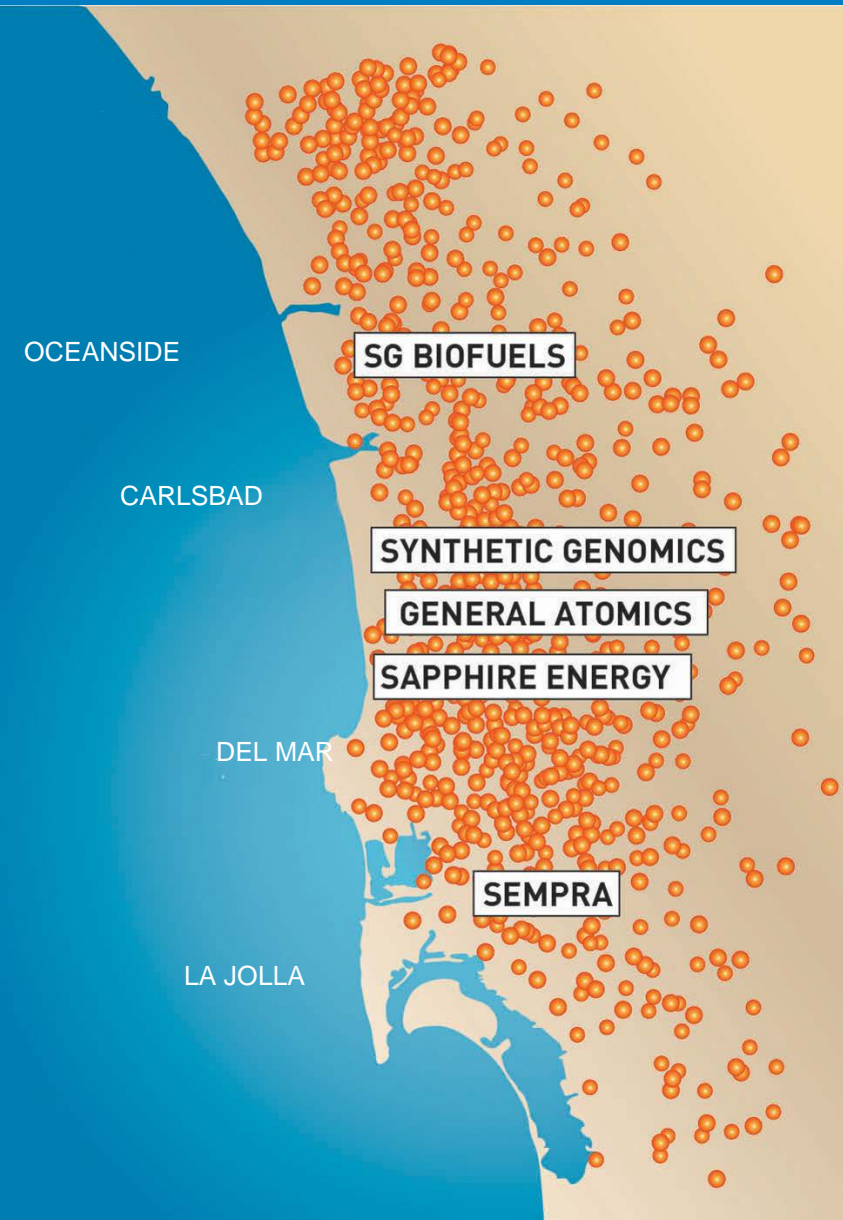 OCEANSIDE
SG BIOFUELS
CARLSBAD
SYNTHETIC GENOMICS
GENERAL ATOMICS
SAPPHIRE ENERGY
DEL MAR
SEMPRA
LA JOLLA